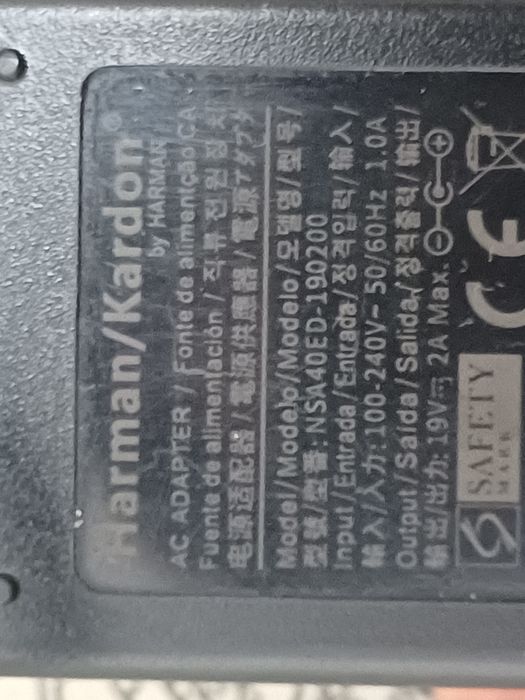 Harman/Kardon®
by HARMAN
AC ADAPTER / Fonte de alimenição CA
Fuente de alimentación / 직류 전원 장치
电源适配器 / 電源供應器 / 電源アダプタ
Model/Modelo/Modelo/모델명/型号/
型號/型番: NSA40ED-190200
Input/Entrada/Entrada/정격입력/输入/
輸入/入力: 100-240V~ 50/60Hz 1.0A
Output/Salida/Salida/정격출력/输出/
輸出/出力: 19V⎓ 2A Max.
SAFETY
MARK
CE